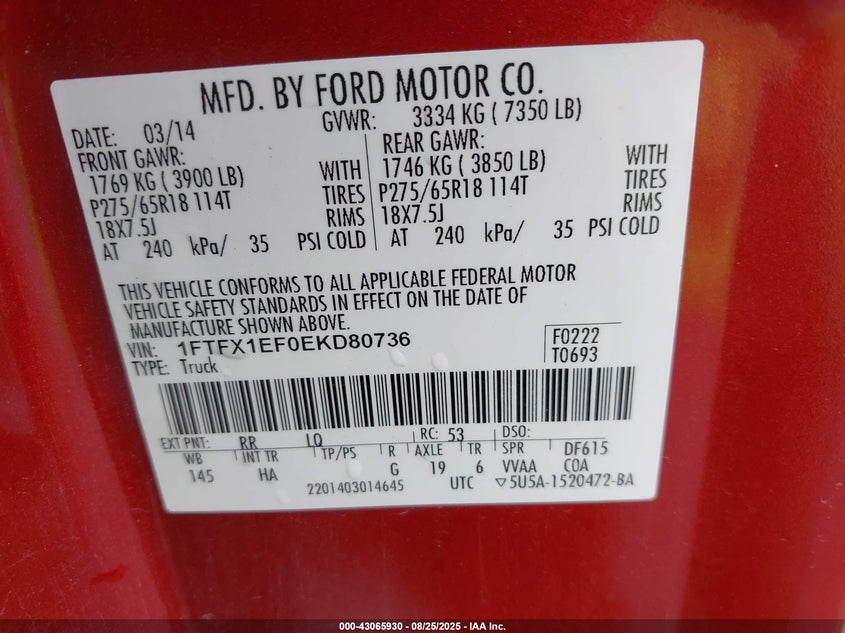 MFD. BY FORD MOTOR CO.
DATE: 03/14
GVWR: 3334 KG ( 7350 LB)
FRONT GAWR:
1769 KG ( 3900 LB) WITH
P275/65R18 114T TIRES
18X7.5J RIMS
AT 240 kPa/ 35 PSI COLD
REAR GAWR:
1746 KG ( 3850 LB) WITH
P275/65R18 114T TIRES
18X7.5J RIMS
AT 240 kPa/ 35 PSI COLD
THIS VEHICLE CONFORMS TO ALL APPLICABLE FEDERAL MOTOR
VEHICLE SAFETY STANDARDS IN EFFECT ON THE DATE OF
MANUFACTURE SHOWN ABOVE.
VIN: 1FTFX1EF0EKD80736
TYPE: Truck
F0222
T0693
EXT PNT: RR LQ RC: 53 DSO:
WB INT TR TP/PS R AXLE TR SPR DF615
145 HA G 19 6 VVAA COA
2201403014645 UTC ▽5U5A-1520472-BA
000-43065930 - 08/25/2025 - IAA Inc.